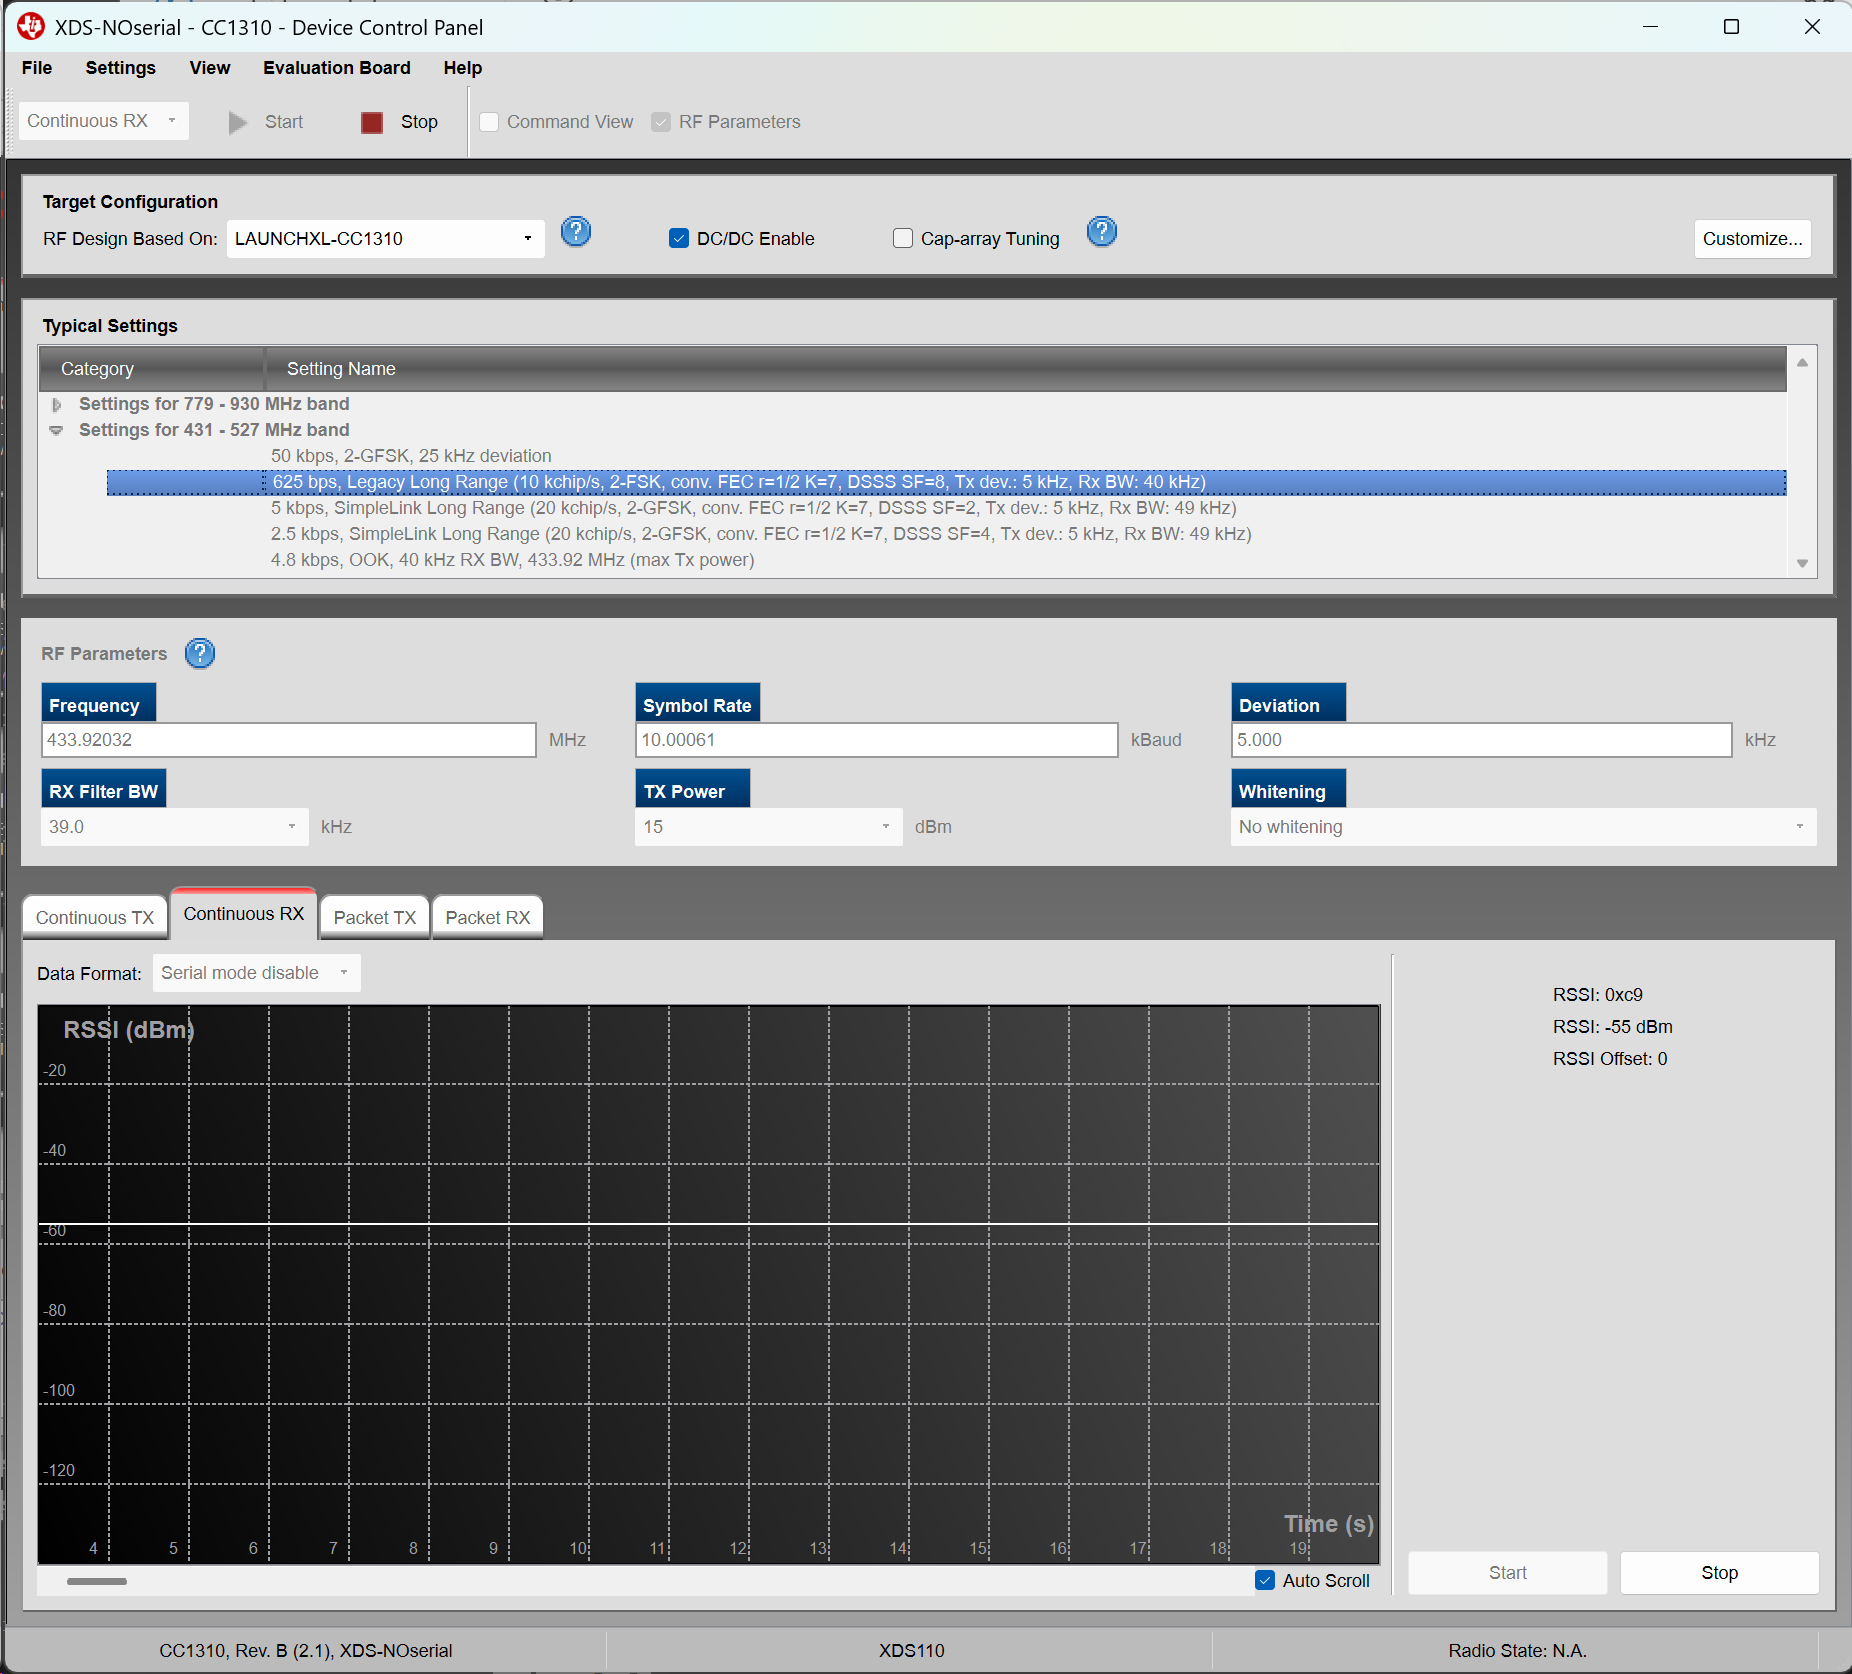 XDS-NOserial - CC1310 - Device Control Panel
File Settings View Evaluation Board Help
Continuous RX Start Stop Command View RF Parameters
Target Configuration
RF Design Based On: LAUNCHXL-CC1310 ? DC/DC Enable Cap-array Tuning ? Customize...
Typical Settings
Category Setting Name
Settings for 779 - 930 MHz band
Settings for 431 - 527 MHz band
50 kbps, 2-GFSK, 25 kHz deviation
625 bps, Legacy Long Range (10 kchip/s, 2-FSK, conv. FEC r=1/2 K=7, DSSS SF=8, Tx dev.: 5 kHz, Rx BW: 40 kHz)
5 kbps, SimpleLink Long Range (20 kchip/s, 2-GFSK, conv. FEC r=1/2 K=7, DSSS SF=2, Tx dev.: 5 kHz, Rx BW: 49 kHz)
2.5 kbps, SimpleLink Long Range (20 kchip/s, 2-GFSK, conv. FEC r=1/2 K=7, DSSS SF=4, Tx dev.: 5 kHz, Rx BW: 49 kHz)
4.8 kbps, OOK, 40 kHz RX BW, 433.92 MHz (max Tx power)
RF Parameters ?
Frequency Symbol Rate Deviation
433.92032 MHz 10.00061 kBaud 5.000 kHz
RX Filter BW TX Power Whitening
39.0 kHz 15 dBm No whitening
Continuous TX Continuous RX Packet TX Packet RX
Data Format: Serial mode disable
RSSI: 0xc9
RSSI: -55 dBm
RSSI Offset: 0
RSSI (dBm)
-20
-40
-60
-80
-100
-120
Time (s)
4 5 6 7 8 9 10 11 12 13 14 15 16 17 18 19
Auto Scroll Start Stop
CC1310, Rev. B (2.1), XDS-NOserial XDS110 Radio State: N.A.